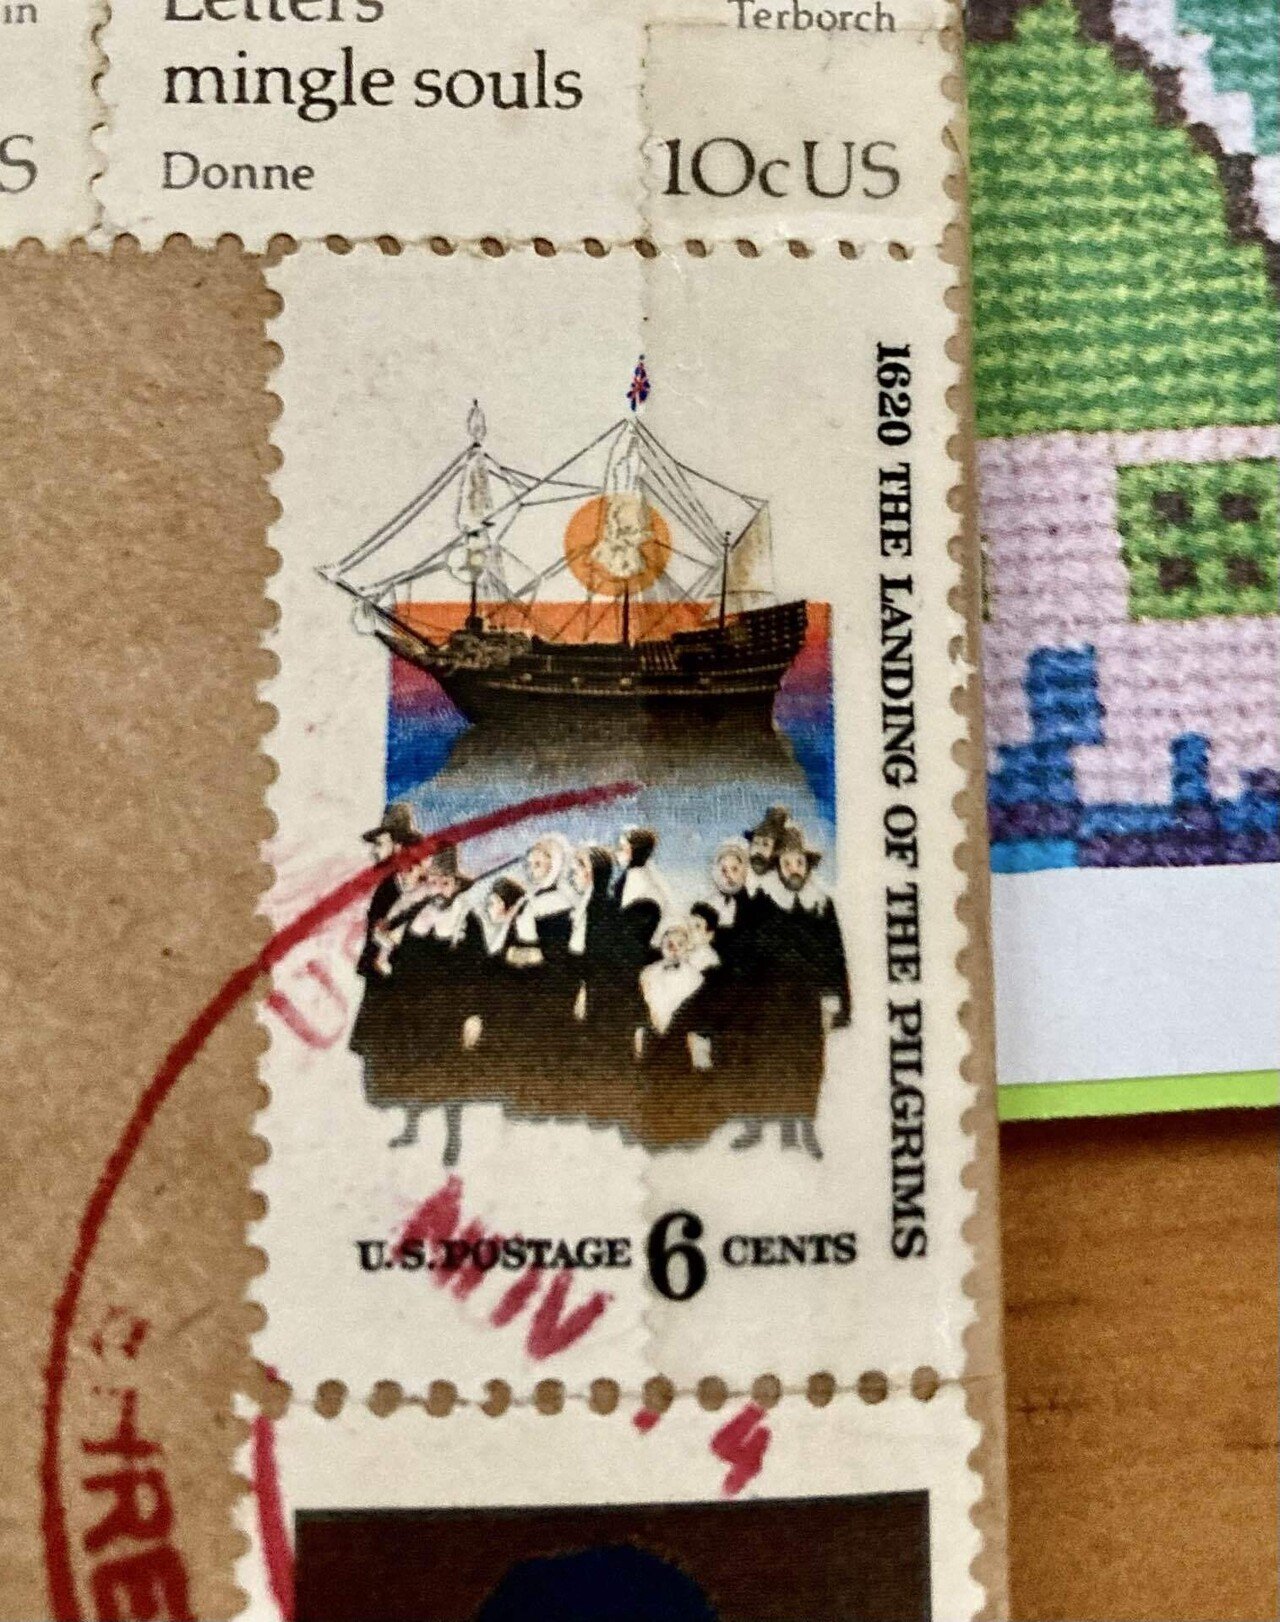 in
Letters
mingle souls
Donne
Terborch
10c US
S
1620 THE LANDING OF THE PILGRIMS
U.S. POSTAGE 6 CENTS